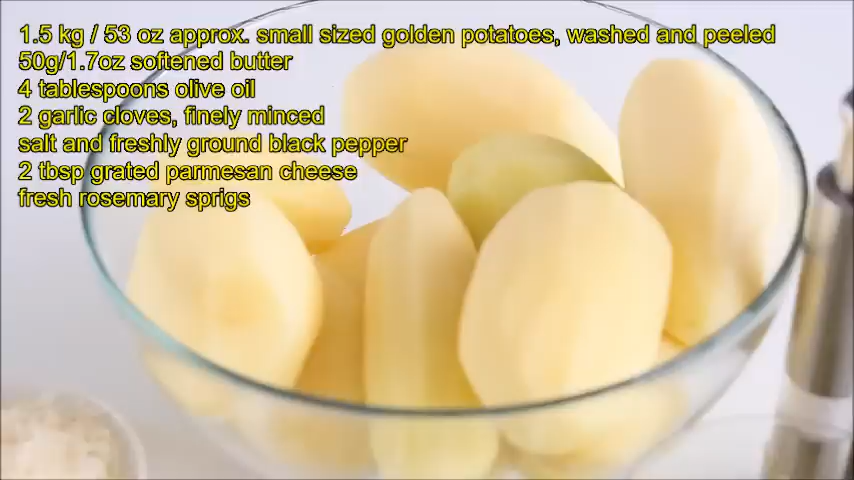 1.5 kg / 53 oz approx. small sized golden potatoes, washed and peeled
50g/1.7oz softened butter
4 tablespoons olive oil
2 garlic cloves, finely minced
salt and freshly ground black pepper
2 tbsp grated parmesan cheese
fresh rosemary sprigs